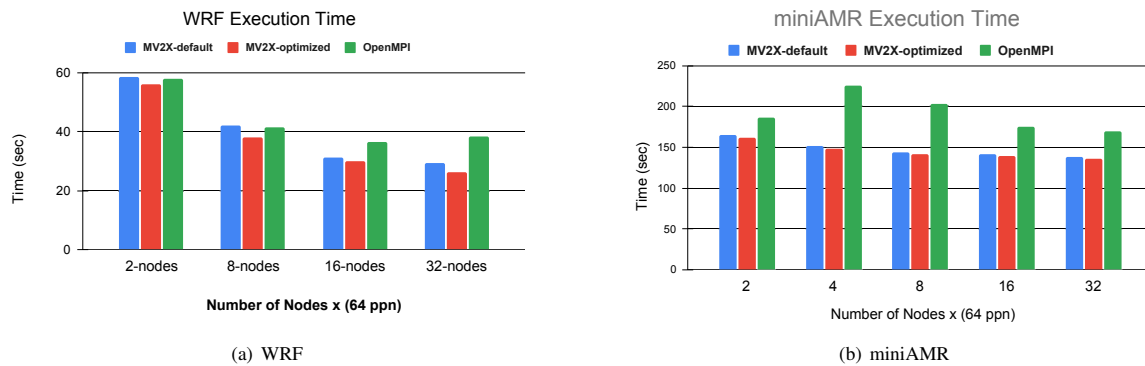 WRF Execution Time
MV2X-default MV2X-optimized OpenMPI
60
40
20
0
Time (sec)
2-nodes 8-nodes 16-nodes 32-nodes
Number of Nodes x (64 ppn)
(a) WRF
miniAMR Execution Time
MV2X-default MV2X-optimized OpenMPI
250
200
150
100
50
0
Time (sec)
2 4 8 16 32
Number of Nodes x (64 ppn)
(b) miniAMR